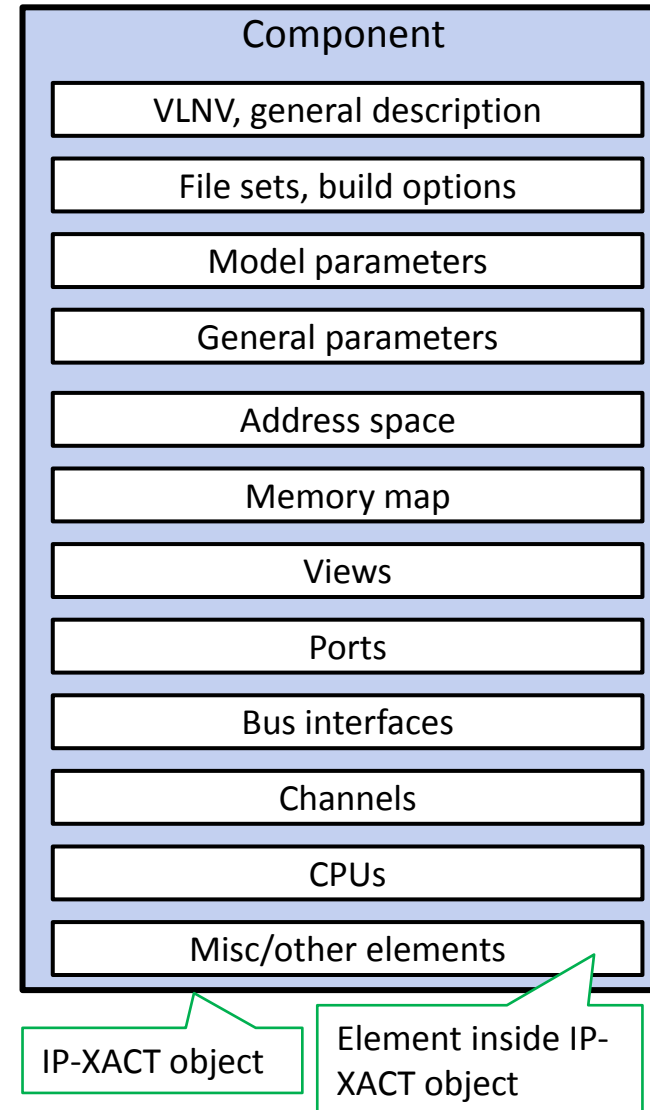 Component
VLNV, general description
File sets, build options
Model parameters
General parameters
Address space
Memory map
Views
Ports
Bus interfaces
Channels
CPUs
Misc/other elements
IP-XACT object
Element inside IP-
XACT object